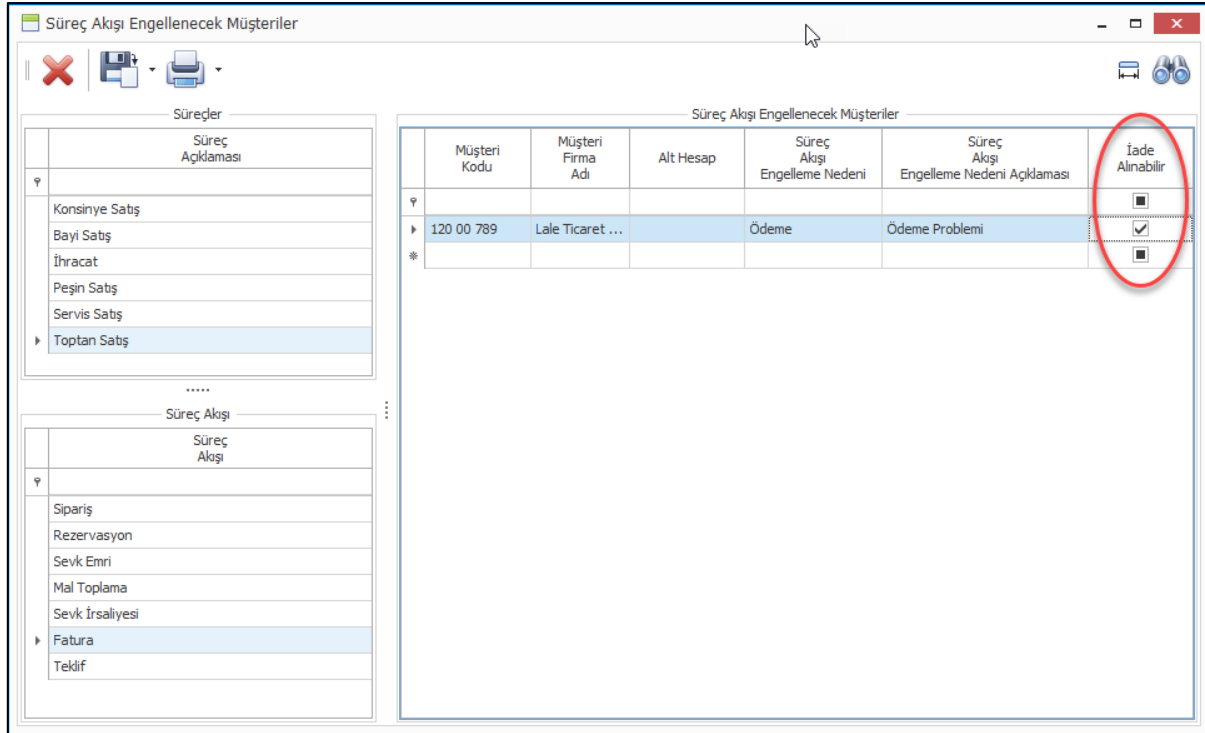 Süreç Akışı Engellenecek Müşteriler
Süreçler
Süreç
Açıklaması
Konsinye Satış
Bayi Satış
İhracat
Peşin Satış
Servis Satış
Toptan Satış
Süreç Akışı
Süreç
Akışı
Sipariş
Rezervasyon
Sevk Emri
Mal Toplama
Sevk İrsaliyesi
Fatura
Teklif
Süreç Akışı Engellenecek Müşteriler
Müşteri
Kodu
Müşteri
Firma
Adı
Alt Hesap
Süreç
Akışı
Engelleme Nedeni
Süreç
Akışı
Engelleme Nedeni Açıklaması
İade
Alınabilir
120 00 789 Lale Ticaret ... Ödeme Ödeme Problemi